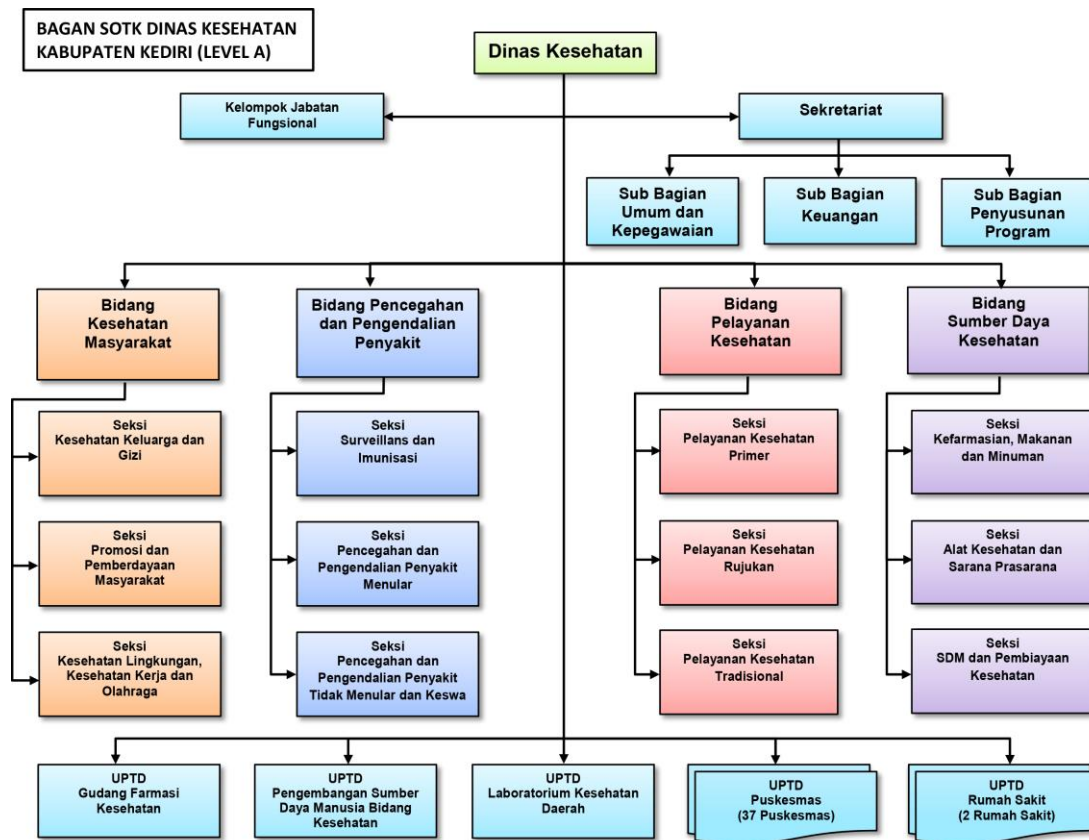 BAGAN SOTK DINAS KESEHATAN
KABUPATEN KEDIRI (LEVEL A)
Dinas Kesehatan
Kelompok Jabatan
Fungsional
Sekretariat
Sub Bagian
Umum dan
Kepegawaian
Sub Bagian
Keuangan
Sub Bagian
Penyusunan
Program
Bidang
Kesehatan
Masyarakat
Bidang Pencegahan
dan Pengendalian
Penyakit
Bidang
Pelayanan
Kesehatan
Bidang
Sumber Daya
Kesehatan
Seksi
Kesehatan Keluarga dan
Gizi
Seksi
Surveillans dan
Imunisasi
Seksi
Pelayanan Kesehatan
Primer
Seksi
Kefarmasian, Makanan
dan Minuman
Seksi
Promosi dan
Pemberdayaan
Masyarakat
Seksi
Pencegahan dan
Pengendalian Penyakit
Menular
Seksi
Pelayanan Kesehatan
Rujukan
Seksi
Alat Kesehatan dan
Sarana Prasarana
Seksi
Kesehatan Lingkungan,
Kesehatan Kerja dan
Olahraga
Seksi
Pencegahan dan
Pengendalian Penyakit
Tidak Menular dan Keswa
Seksi
Pelayanan Kesehatan
Tradisional
Seksi
SDM dan Pembiayaan
Kesehatan
UPTD
Gudang Farmasi
Kesehatan
UPTD
Pengembangan Sumber
Daya Manusia Bidang
Kesehatan
UPTD
Laboratorium Kesehatan
Daerah
UPTD
Puskesmas
(37 Puskesmas)
UPTD
Rumah Sakit
(2 Rumah Sakit)